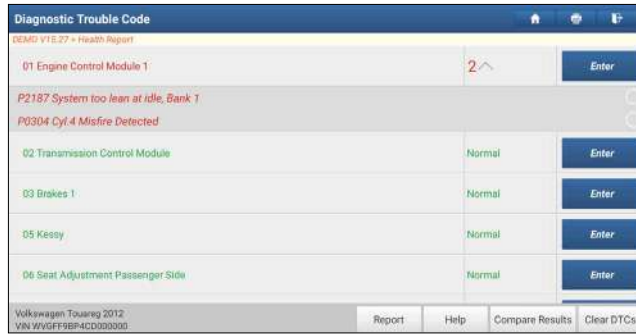 Diagnostic Trouble Code
DEMO V15.27 > Health Report
01 Engine Control Module 1
2
Enter
P2187 System too lean at idle, Bank 1
P0304 Cyl.4 Misfire Detected
02 Transmission Control Module
Normal
Enter
03 Brakes 1
Normal
Enter
05 Kessy
Normal
Enter
06 Seat Adjustment Passenger Side
Normal
Enter
Volkswagen Touareg 2012
VIN WVGFF9BP4CD000000
Report
Help
Compare Results
Clear DTCs